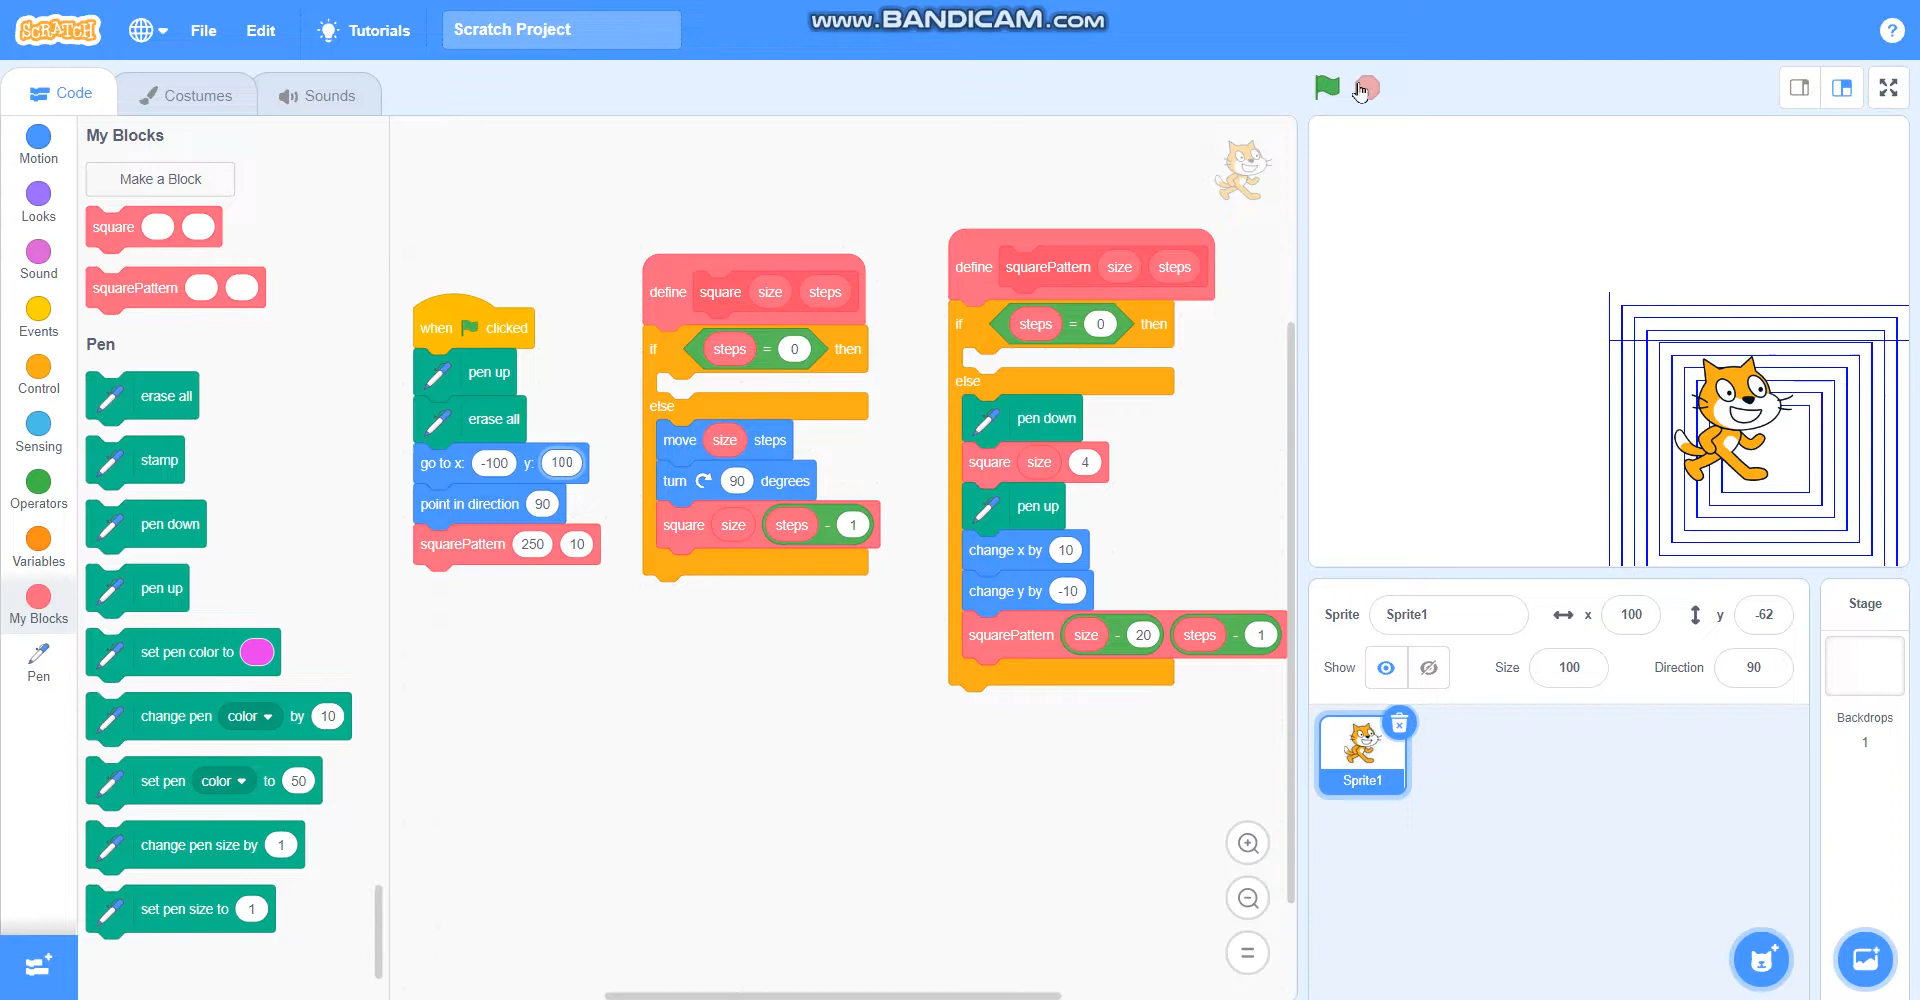 www.BANDICAM.com
SCRATCH
File
Edit
Tutorials
Scratch Project
?
Code
Costumes
Sounds
Motion
Looks
Sound
Events
Control
Sensing
Operators
Variables
My Blocks
Pen
My Blocks
Make a Block
square
squarePattern
Pen
erase all
stamp
pen down
pen up
set pen color to
change pen color by 10
set pen color to 50
change pen size by 1
set pen size to 1
when clicked
pen up
erase all
go to x: -100 y: 100
point in direction 90
squarePattern 250 10
define square size steps
if steps = 0 then
else
move size steps
turn 90 degrees
square size steps - 1
define squarePattern size steps
if steps = 0 then
else
pen down
square size 4
pen up
change x by 10
change y by -10
squarePattern size - 20 steps - 1
Sprite Sprite1 x 100 y -62
Show Size 100 Direction 90
Sprite1
Stage
Backdrops
1